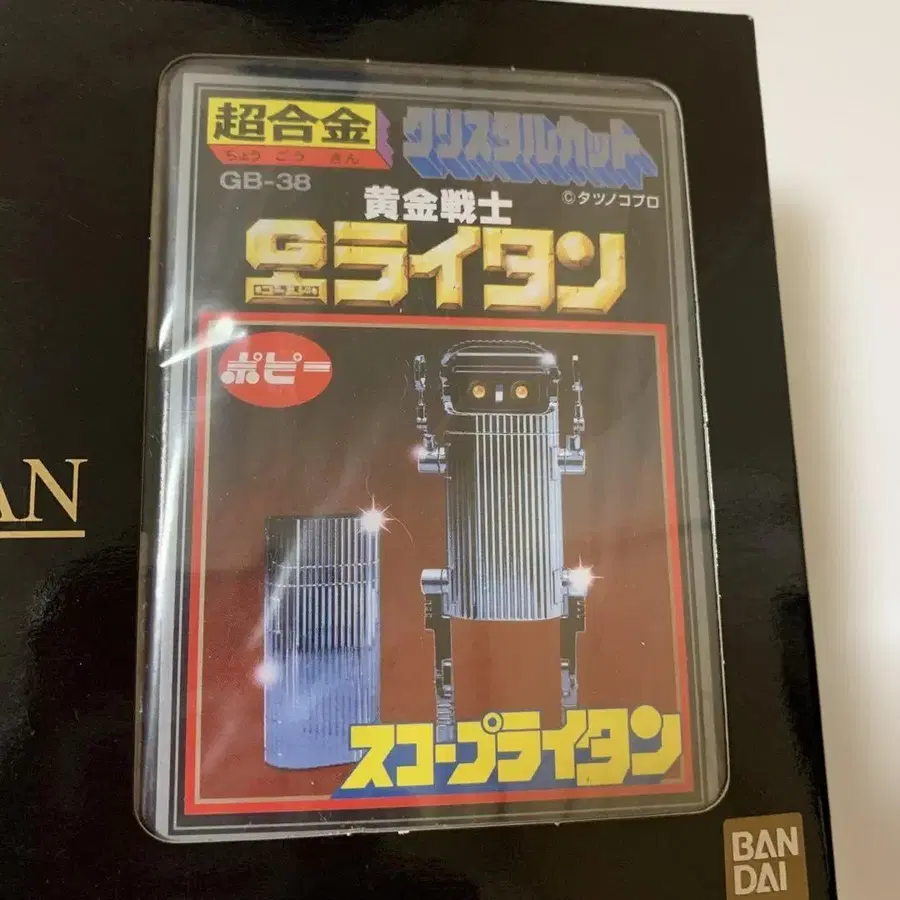 超合金
ちょう ごう きん
クリスタルカット
GB-38
©タツノコプロ
黄金戦士
ゴールドライタン
ポピー
AN
スコープライタン
BAN
DAI